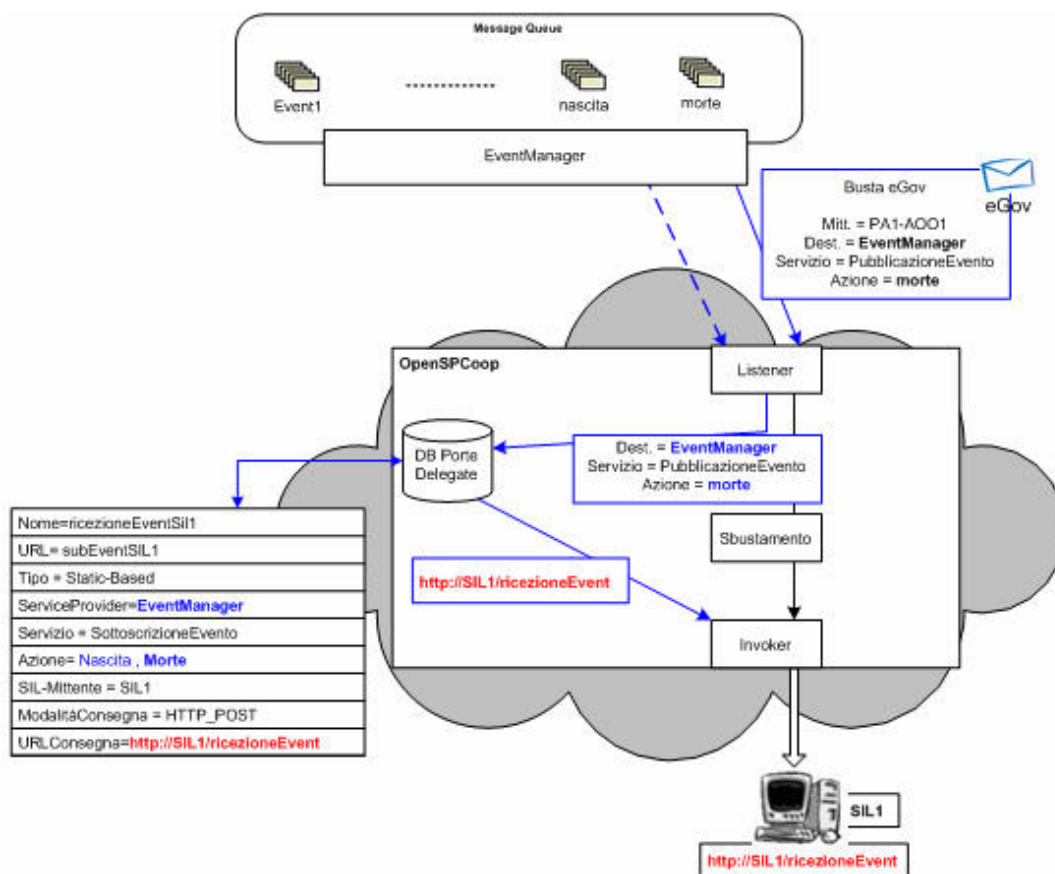 Message Queue
Event1
nascita
morte
EventManager
Busta eGov
eGov
Mitt. = PA1-AOO1
Dest. = EventManager
Servizio = PubblicazioneEvento
Azione = morte
OpenSPCoop
Listener
DB Porte
Delegate
Dest. = EventManager
Servizio = PubblicazioneEvento
Azione = morte
Sbustamento
http://SIL1/ricezioneEvent
Invoker
Nome=ricezioneEventSil1
URL= subEventSIL1
Tipo = Static-Based
ServiceProvider=EventManager
Servizio = SottoscrizioneEvento
Azione= Nascita , Morte
SIL-Mittente = SIL1
ModalitàConsegna = HTTP_POST
URLConsegna=http://SIL1/ricezioneEvent
SIL1
http://SIL1/ricezioneEvent